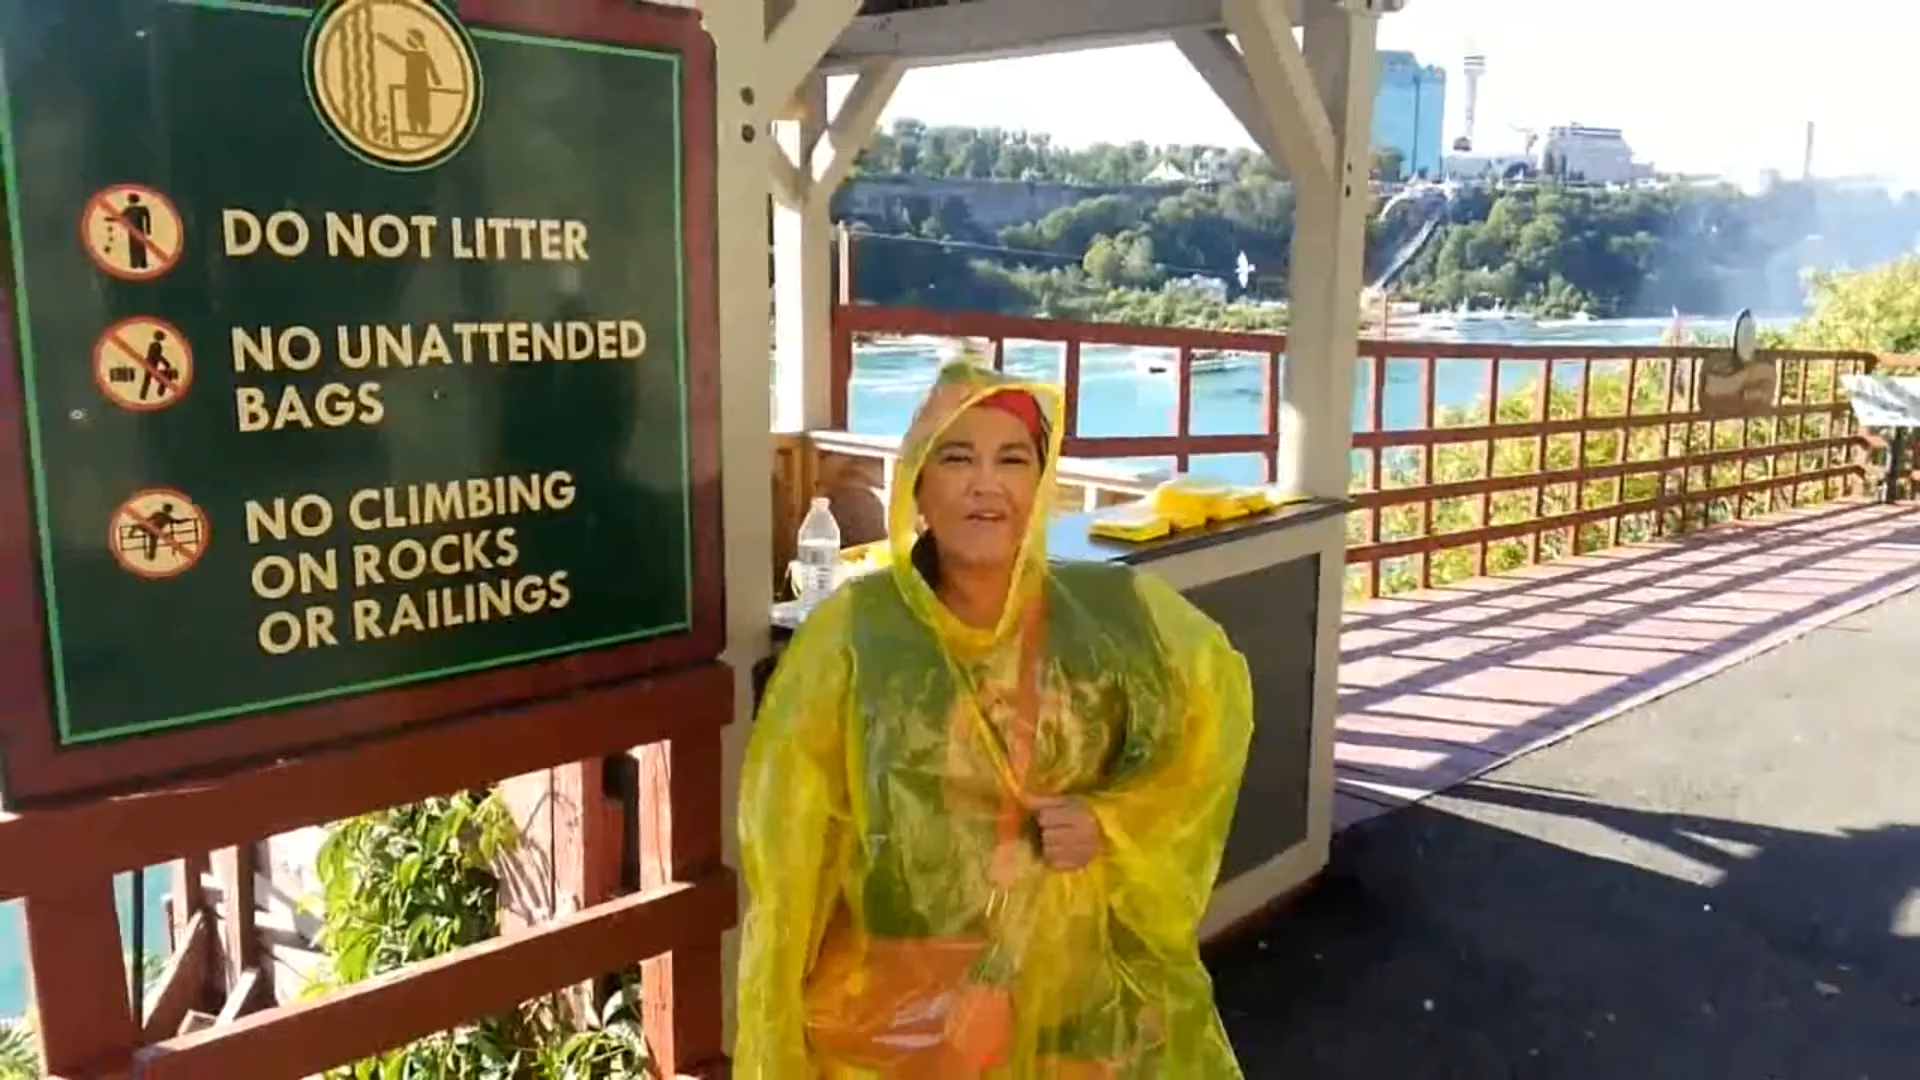 DO NOT LITTER
NO UNATTENDED
BAGS
NO CLIMBING
ON ROCKS
OR RAILINGS